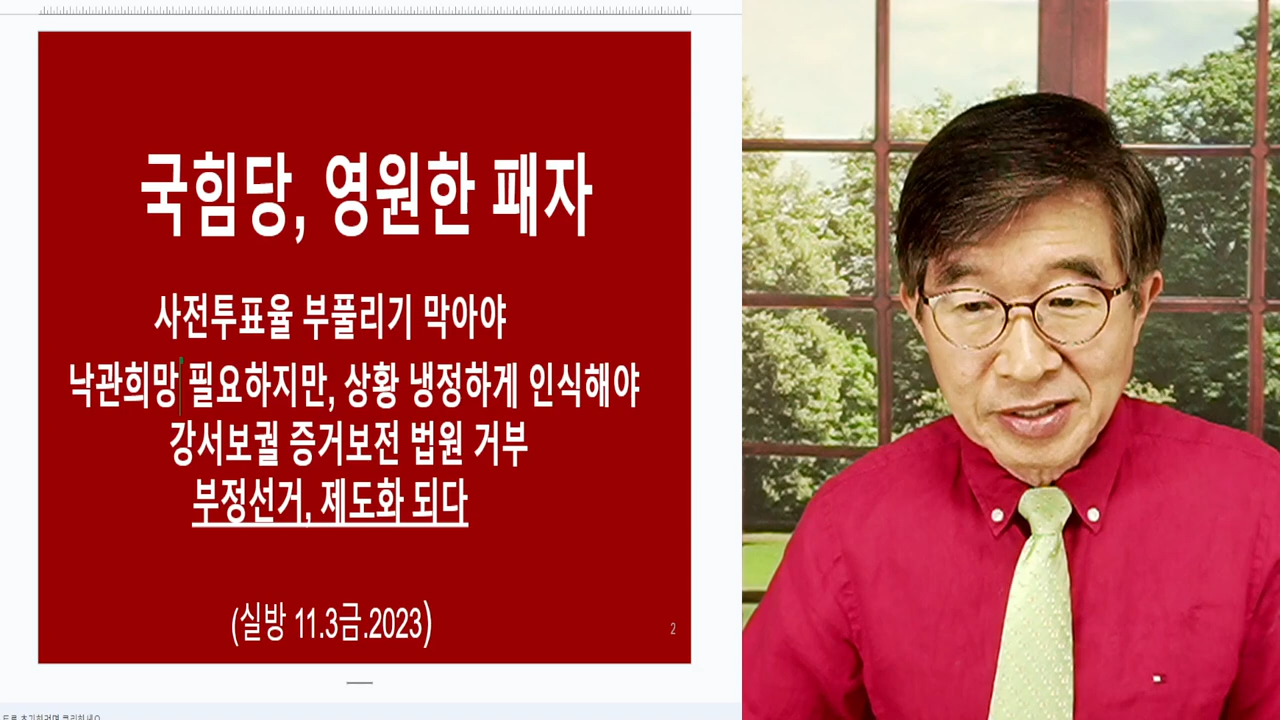 국힘당, 영원한 패자
사전투표율 부풀리기 막아야
낙관희망 필요하지만, 상황 냉정하게 인식해야
강서보궐 증거보전 법원 거부
부정선거, 제도화 되다
(실방 11.3금.2023)
2